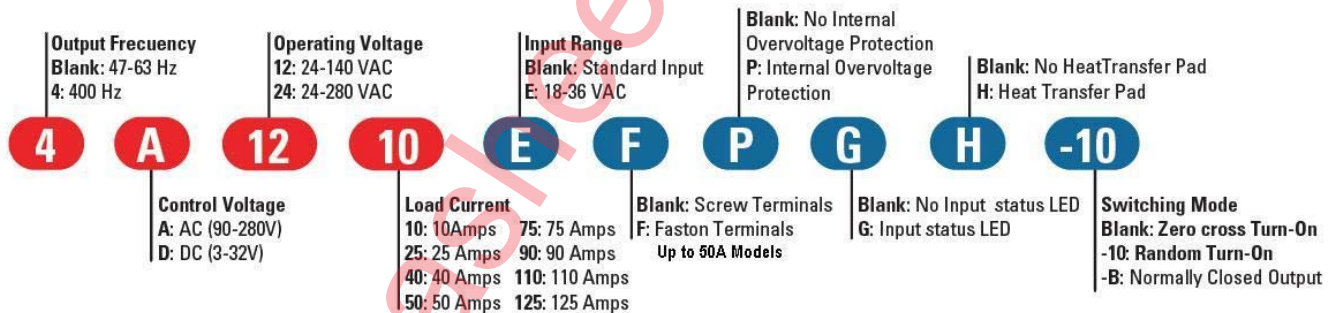 Output Frecuency
Blank: 47-63 Hz
4: 400 Hz
Operating Voltage
12: 24-140 VAC
24: 24-280 VAC
Input Range
Blank: Standard Input
E: 18-36 VAC
Blank: No Internal
Overvoltage Protection
P: Internal Overvoltage
Protection
Blank: No HeatTransfer Pad
H: Heat Transfer Pad
4 A 12 10 E F P G H -10
Control Voltage
A: AC (90-280V)
D: DC (3-32V)
Load Current
10: 10Amps 75: 75 Amps
25: 25 Amps 90: 90 Amps
40: 40 Amps 110: 110 Amps
50: 50 Amps 125: 125 Amps
Blank: Screw Terminals
F: Faston Terminals
Up to 50A Models
Blank: No Input status LED
G: Input status LED
Switching Mode
Blank: Zero cross Turn-On
-10: Random Turn-On
-B: Normally Closed Output
ashee